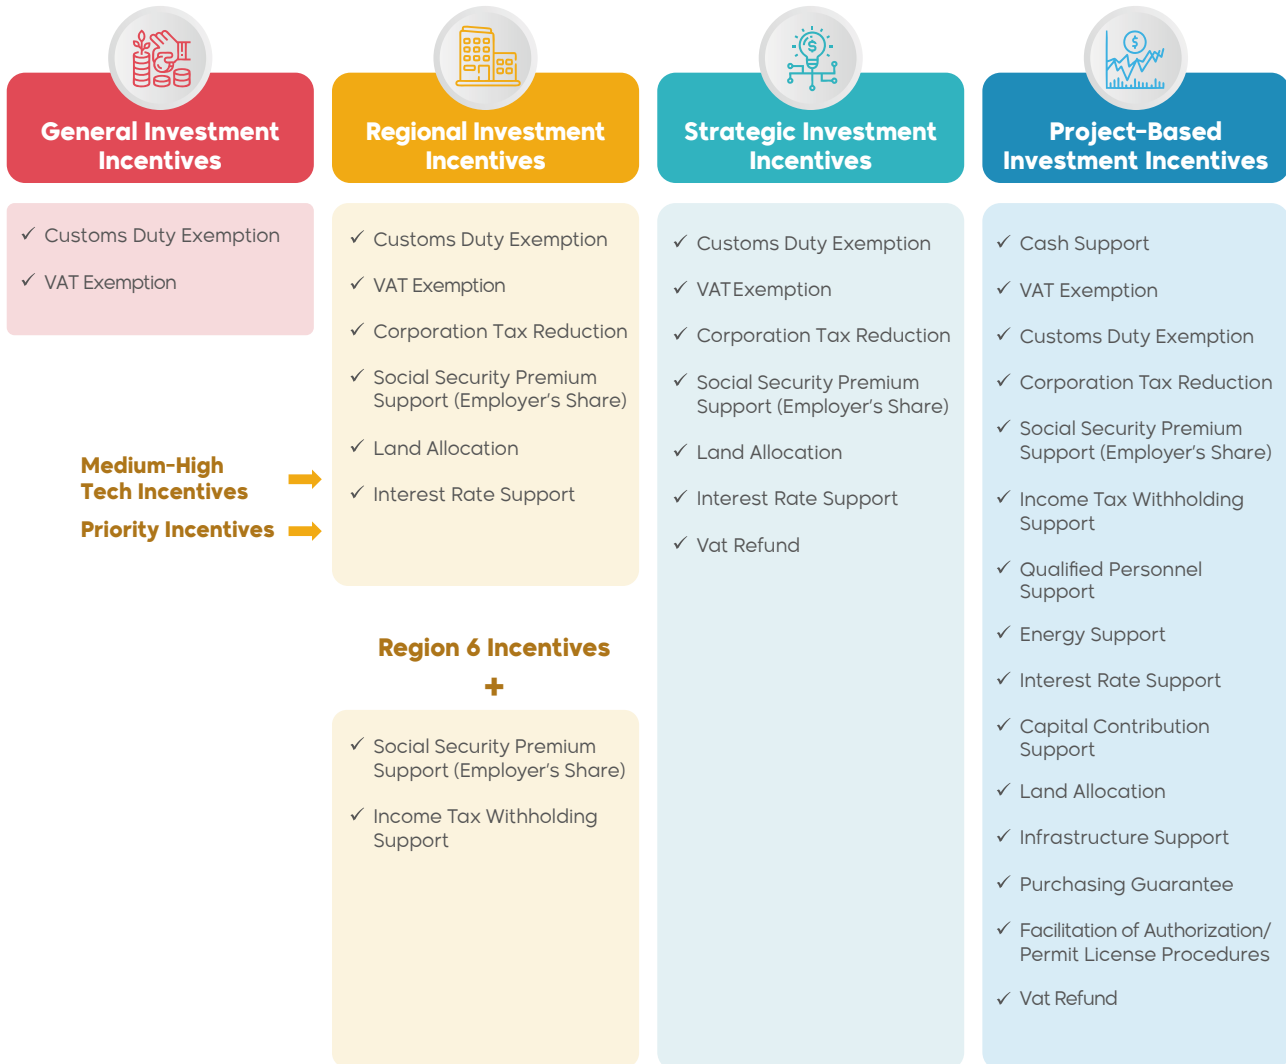 General Investment
Incentives
Customs Duty Exemption
VAT Exemption
Medium-High
Tech Incentives
Priority Incentives
Regional Investment
Incentives
Customs Duty Exemption
VAT Exemption
Corporation Tax Reduction
Social Security Premium
Support (Employer's Share)
Land Allocation
Interest Rate Support
Region 6 Incentives
+
Social Security Premium
Support (Employer's Share)
Income Tax Withholding
Support
Strategic Investment
Incentives
Customs Duty Exemption
VAT Exemption
Corporation Tax Reduction
Social Security Premium
Support (Employer's Share)
Land Allocation
Interest Rate Support
Vat Refund
Project-Based
Investment Incentives
Cash Support
VAT Exemption
Customs Duty Exemption
Corporation Tax Reduction
Social Security Premium
Support (Employer's Share)
Income Tax Withholding
Support
Qualified Personnel
Support
Energy Support
Interest Rate Support
Capital Contribution
Support
Land Allocation
Infrastructure Support
Purchasing Guarantee
Facilitation of Authorization/
Permit License Procedures
Vat Refund